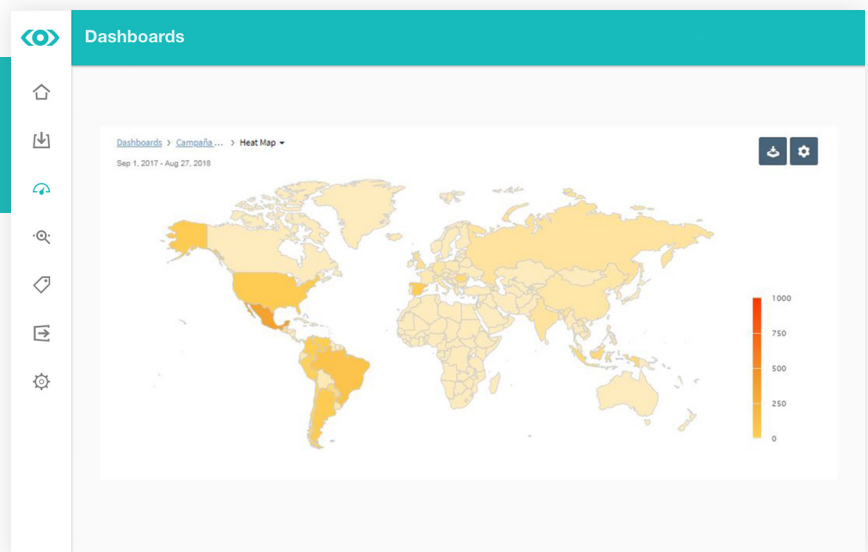 Dashboards
Dashboards > Campaña ... > Heat Map
Sep 1, 2017 - Aug 27, 2018
1000
750
500
250
0